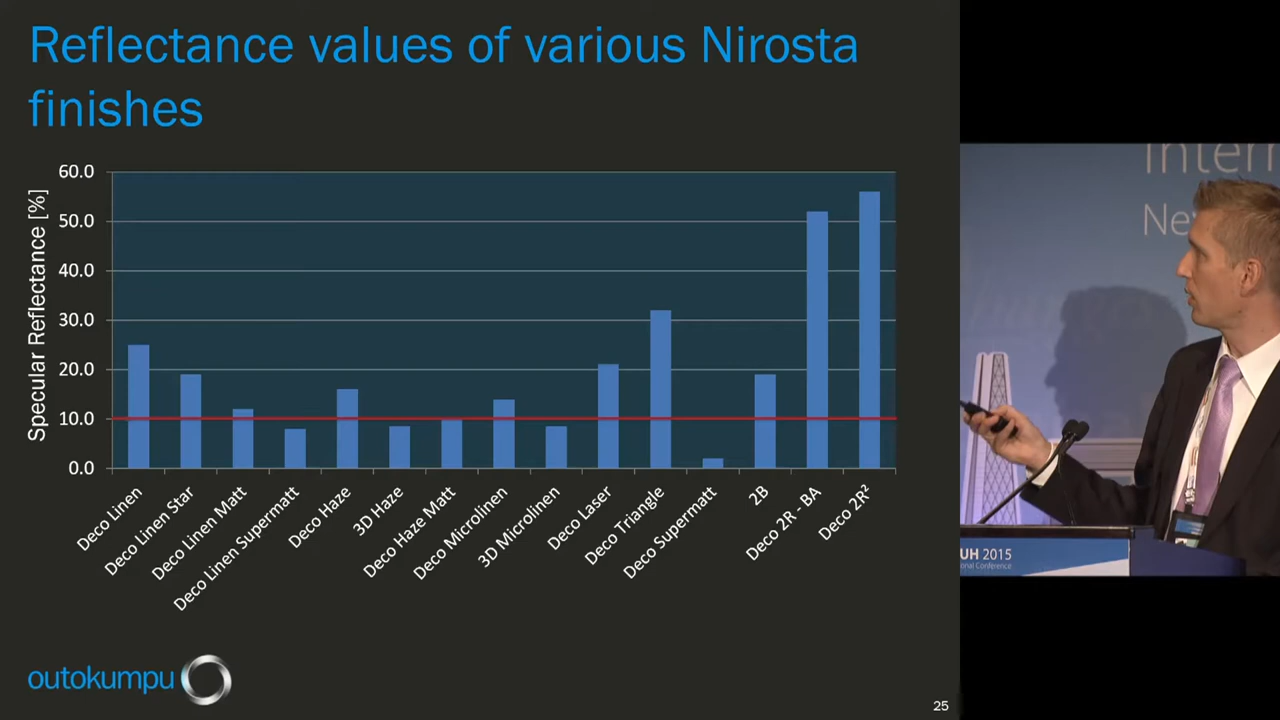 Reflectance values of various Nirosta
finishes
Specular Reflectance [%]
60.0
50.0
40.0
30.0
20.0
10.0
0.0
Deco Linen
Deco Linen Star
Deco Linen Matt
Deco Linen Supermatt
Deco Haze
3D Haze
Deco Haze Matt
Deco Microlinen
3D Microlinen
Deco Laser
Deco Triangle
Deco Supermatt
2B
Deco 2R - BA
Deco 2R²
outokumpu
25
UH 2015
Conference